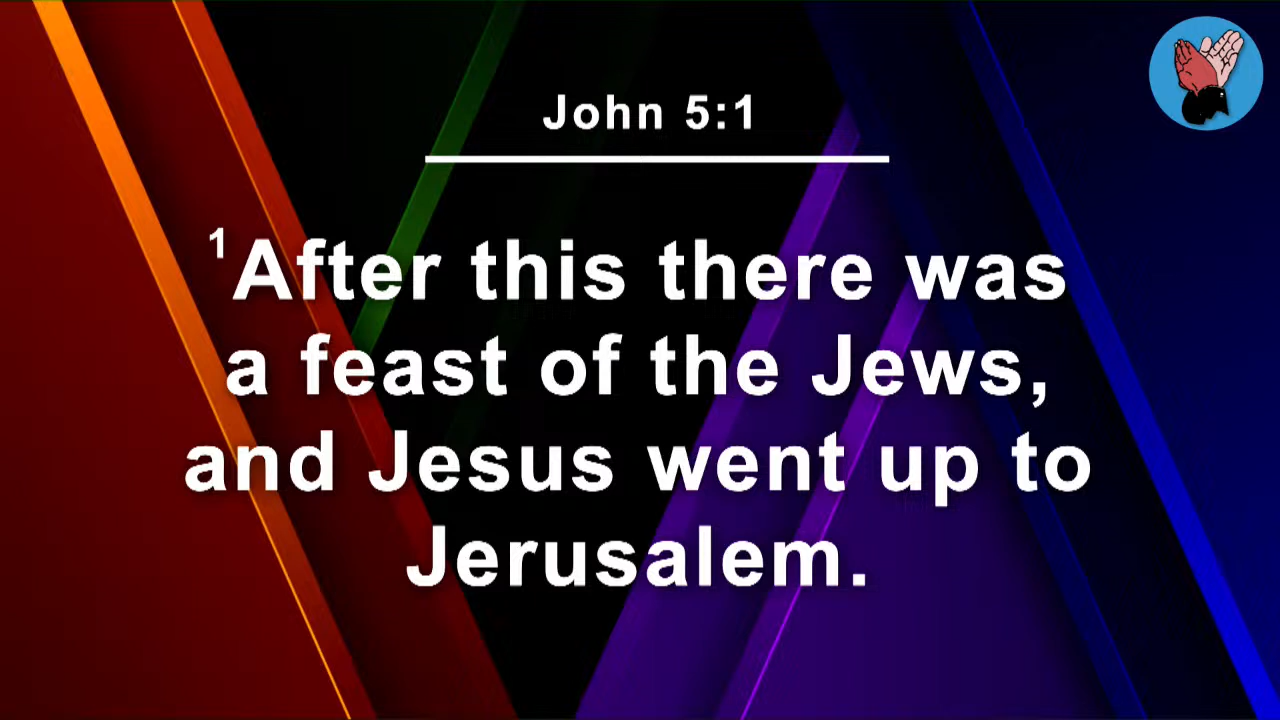 John 5:1
¹After this there was
a feast of the Jews,
and Jesus went up to
Jerusalem.